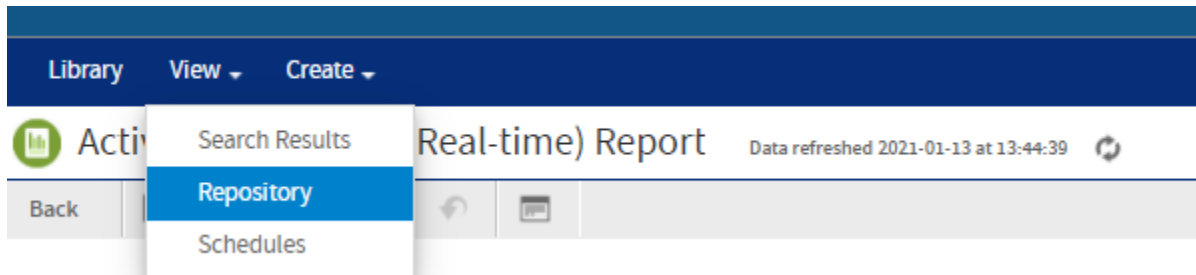 Library View Create
Activ Real-time) Report Data refreshed 2021-01-13 at 13:44:39
Search Results
Repository
Back
Schedules